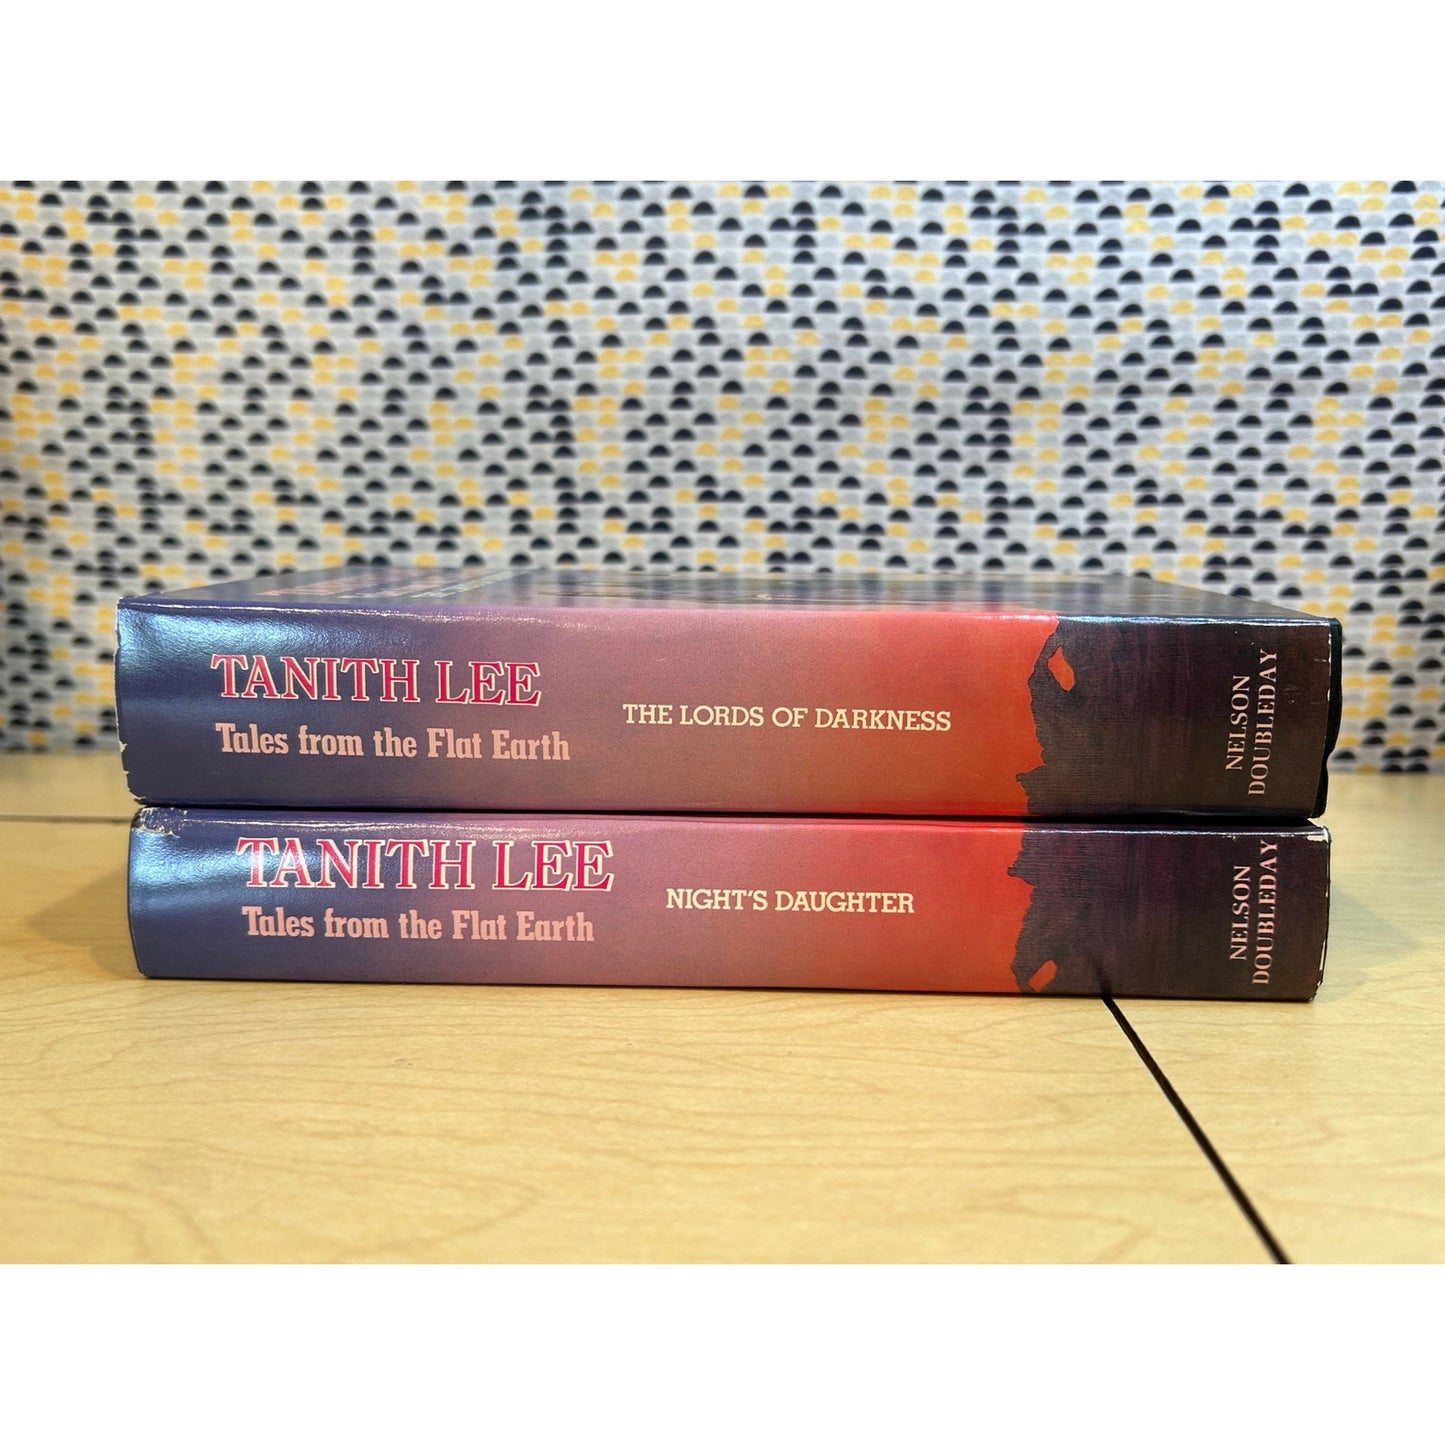 TANITH LEE
Tales from the Flat Earth
THE LORDS OF DARKNESS
NELSON
DOUBLEDAY
TANITH LEE
Tales from the Flat Earth
NIGHT'S DAUGHTER
NELSON
DOUBLEDAY